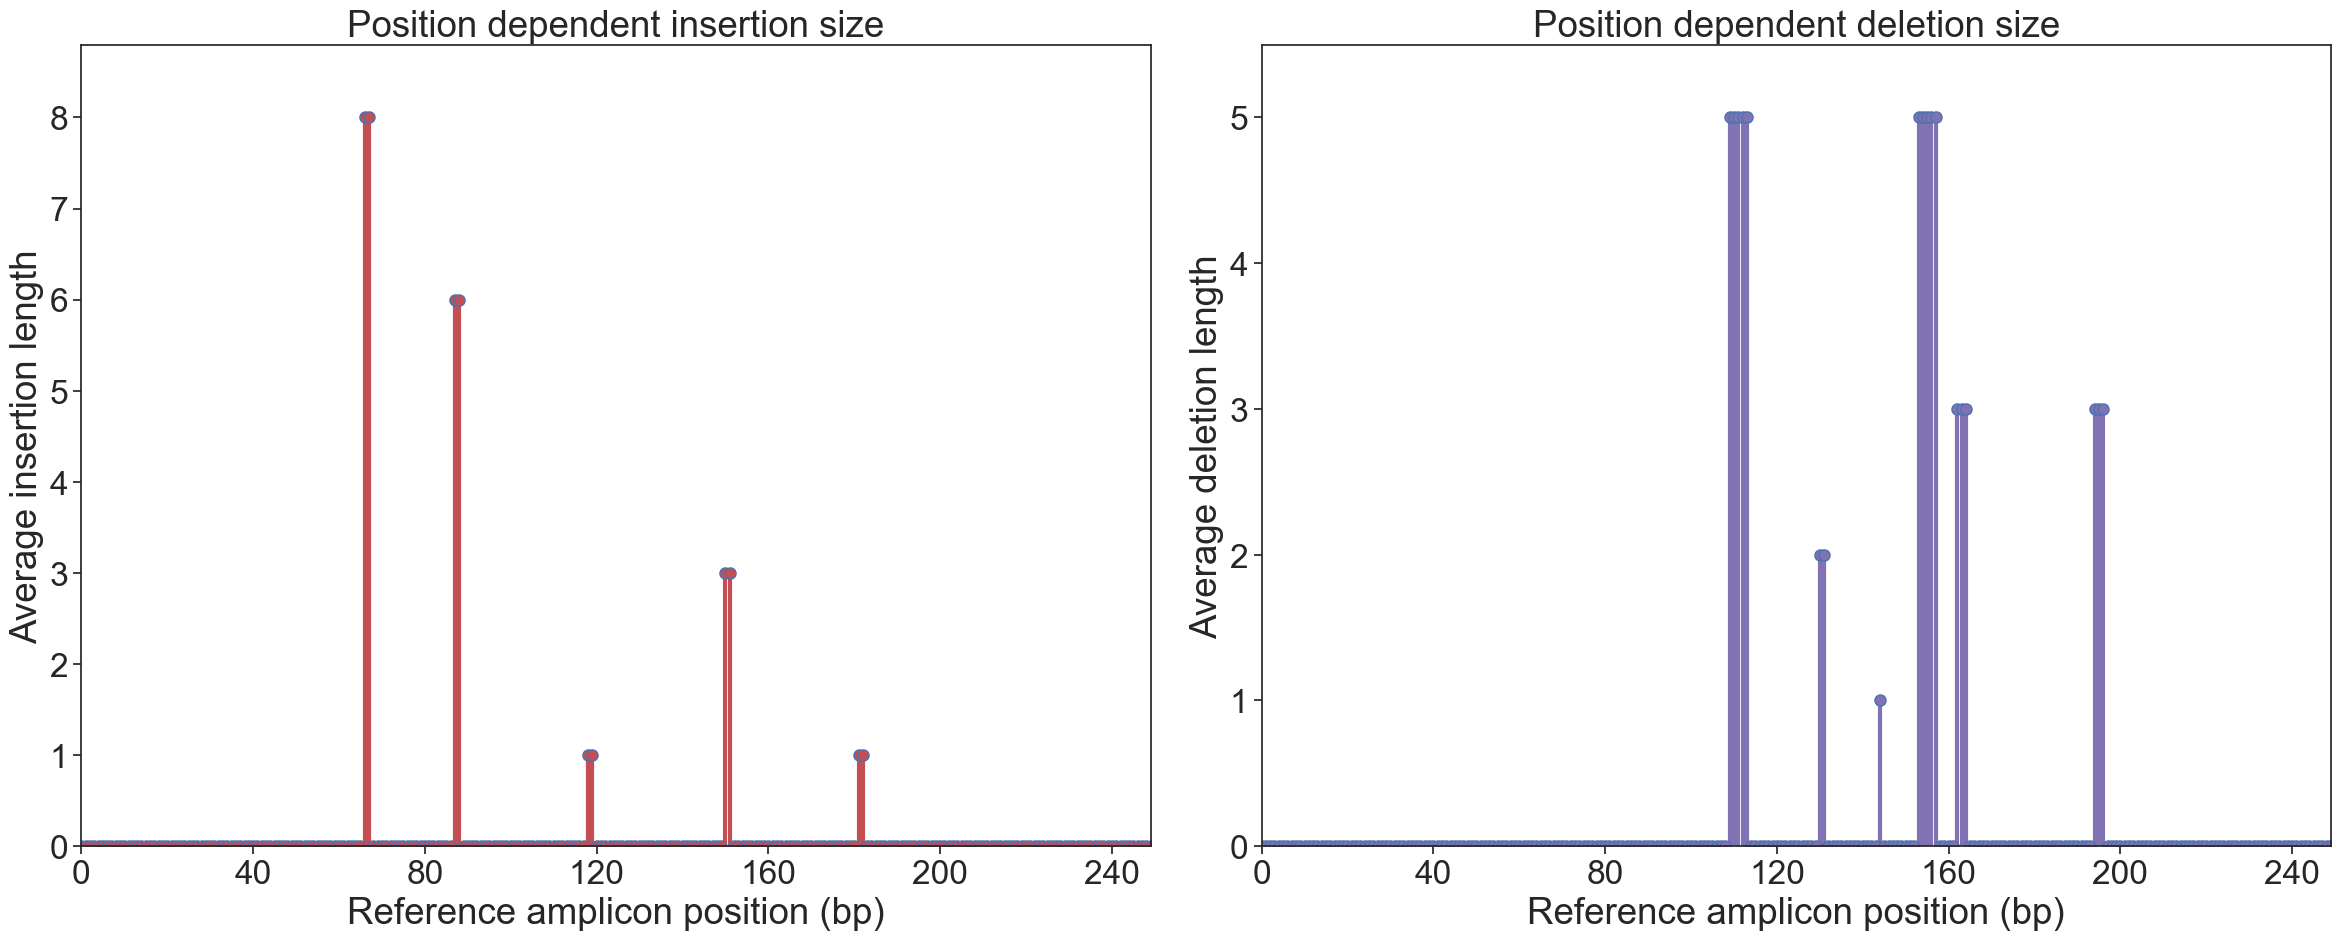 Position dependent insertion size
Average insertion length
8
7
6
5
4
3
2
1
0
0 40 80 120 160 200 240
Reference amplicon position (bp)
Position dependent deletion size
Average deletion length
5
4
3
2
1
0
0 40 80 120 160 200 240
Reference amplicon position (bp)